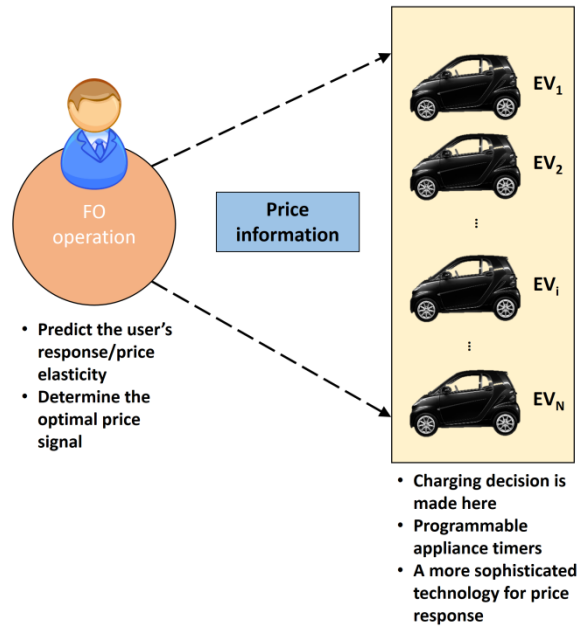 FO
operation
Price
information
EV1
EV2
...
EVi
...
EVN
• Predict the user's
response/price
elasticity
• Determine the
optimal price
signal
• Charging decision is
made here
• Programmable
appliance timers
• A more sophisticated
technology for price
response